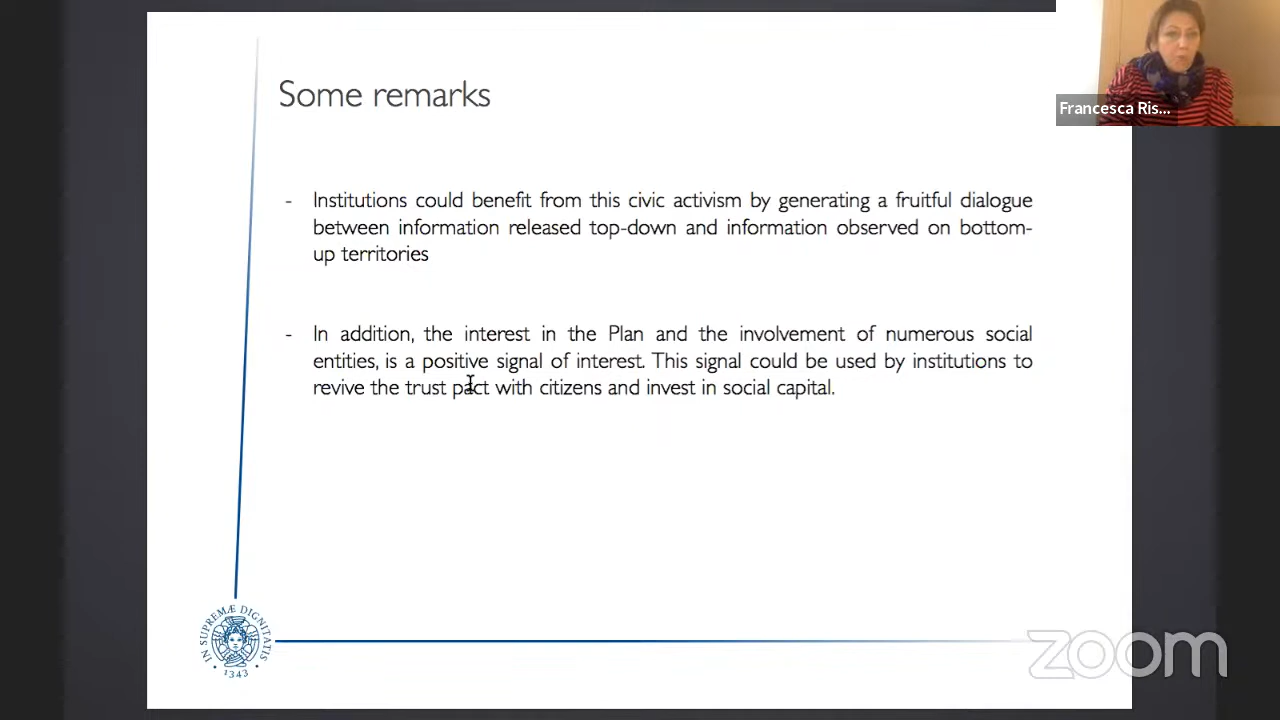 Some remarks
Francesca Ris...
- Institutions could benefit from this civic activism by generating a fruitful dialogue
between information released top-down and information observed on bottom-
up territories
- In addition, the interest in the Plan and the involvement of numerous social
entities, is a positive signal of interest. This signal could be used by institutions to
revive the trust pact with citizens and invest in social capital.
IN SUPREMÆ DIGNITATIS
• 1343 •
zoom